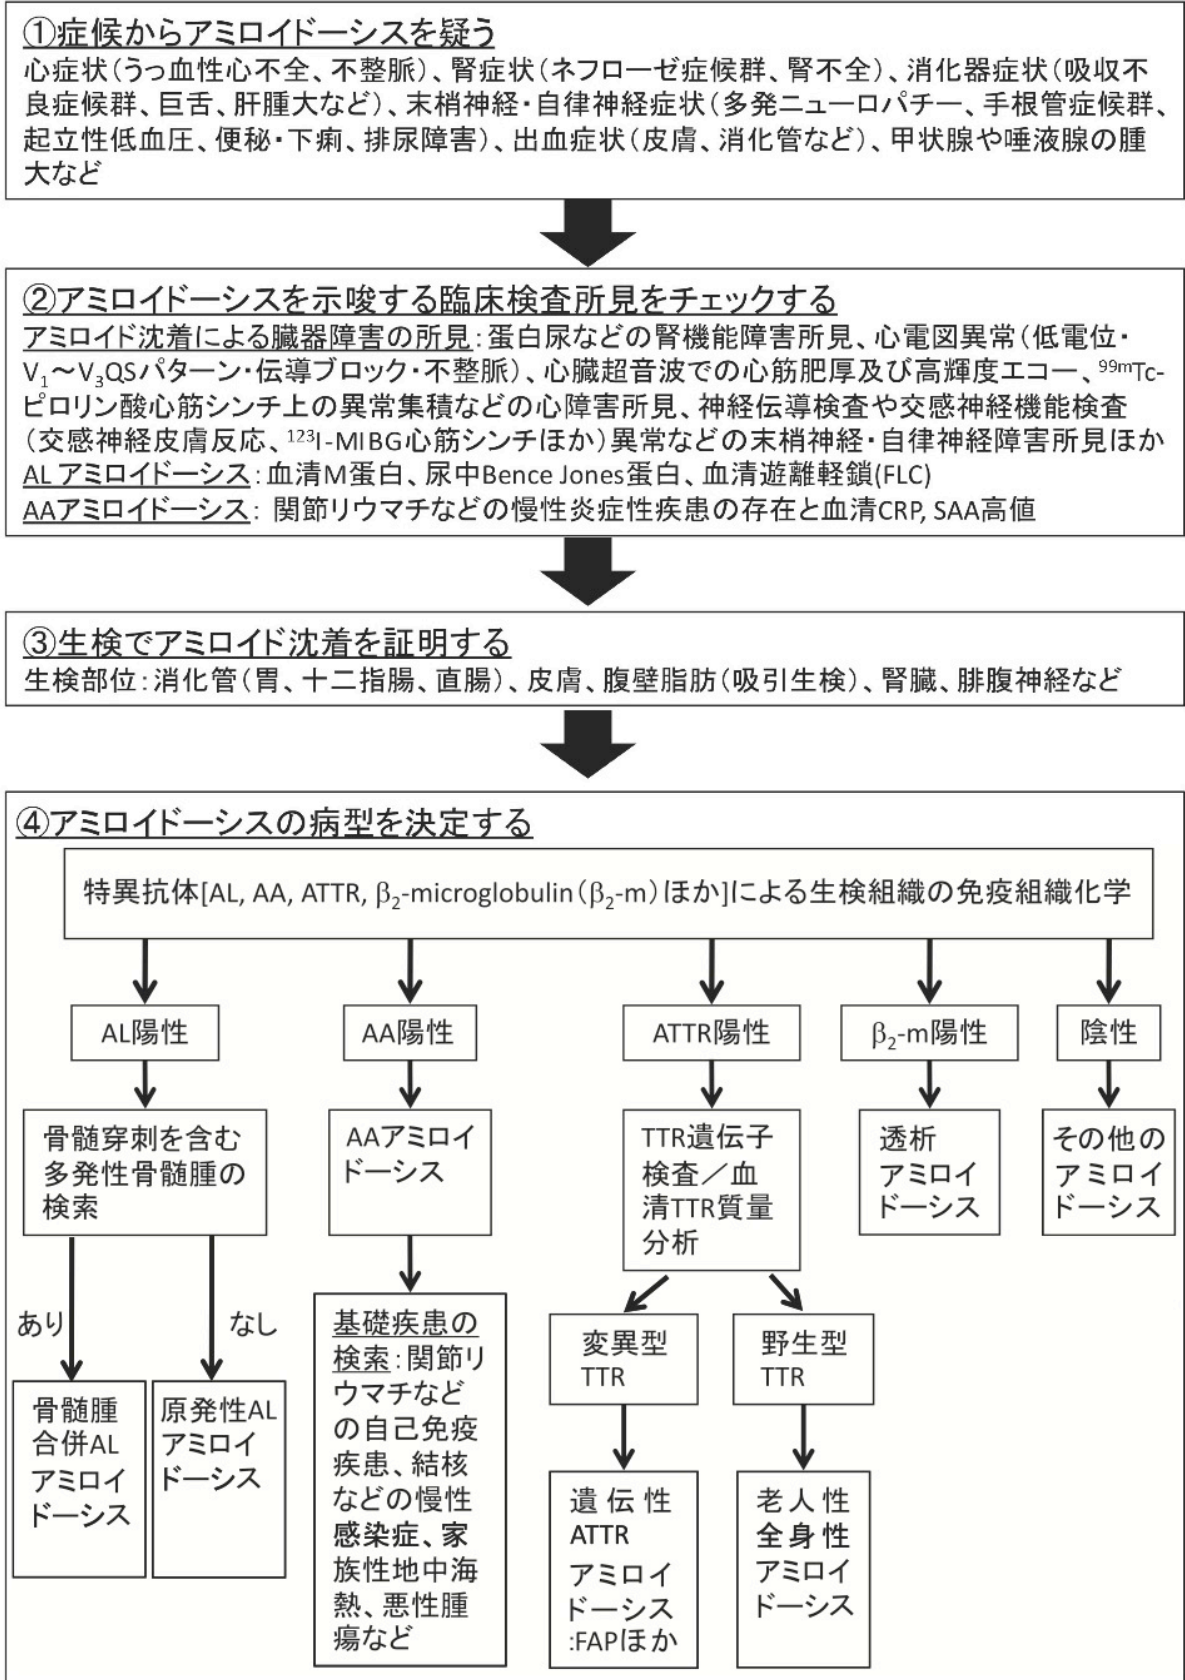 ①症候からアミロイドーシスを疑う
心症状(うっ血性心不全、不整脈)、腎症状(ネフローゼ症候群、腎不全)、消化器症状(吸収不
良症候群、巨舌、肝腫大など)、末梢神経・自律神経症状(多発ニューロパチー、手根管症候群、
起立性低血圧、便秘・下痢、排尿障害)、出血症状(皮膚、消化管など)、甲状腺や唾液腺の腫
大など
②アミロイドーシスを示唆する臨床検査所見をチェックする
アミロイド沈着による臓器障害の所見:蛋白尿などの腎機能障害所見、心電図異常(低電位・
V₁~V₃QSパターン・伝導ブロック・不整脈)、心臓超音波での心筋肥厚及び高輝度エコー、⁹⁹ᵐTc-
ピロリン酸心筋シンチ上の異常集積などの心障害所見、神経伝導検査や交感神経機能検査
(交感神経皮膚反応、¹²³I-MIBG心筋シンチほか)異常などの末梢神経・自律神経障害所見ほか
AL アミロイドーシス:血清M蛋白、尿中Bence Jones蛋白、血清遊離軽鎖(FLC)
AAアミロイドーシス: 関節リウマチなどの慢性炎症性疾患の存在と血清CRP, SAA高値
③生検でアミロイド沈着を証明する
生検部位:消化管(胃、十二指腸、直腸)、皮膚、腹壁脂肪(吸引生検)、腎臓、腓腹神経など
④アミロイドーシスの病型を決定する
特異抗体[AL, AA, ATTR, β₂-microglobulin(β₂-m)ほか]による生検組織の免疫組織化学
AL陽性
骨髄穿刺を含む
多発性骨髄腫の
検索
あり
なし
骨髄腫
合併AL
アミロイ
ドーシス
原発性AL
アミロイ
ドーシス
AA陽性
AAアミロイ
ドーシス
基礎疾患の
検索:関節リ
ウマチなど
の自己免疫
疾患、結核
などの慢性
感染症、家
族性地中海
熱、悪性腫
瘍など
ATTR陽性
TTR遺伝子
検査/血
清TTR質量
分析
変異型
TTR
遺伝性
ATTR
アミロイ
ドーシス
:FAPほか
野生型
TTR
老人性
全身性
アミロイ
ドーシス
β₂-m陽性
透析
アミロイ
ドーシス
陰性
その他の
アミロイ
ドーシス